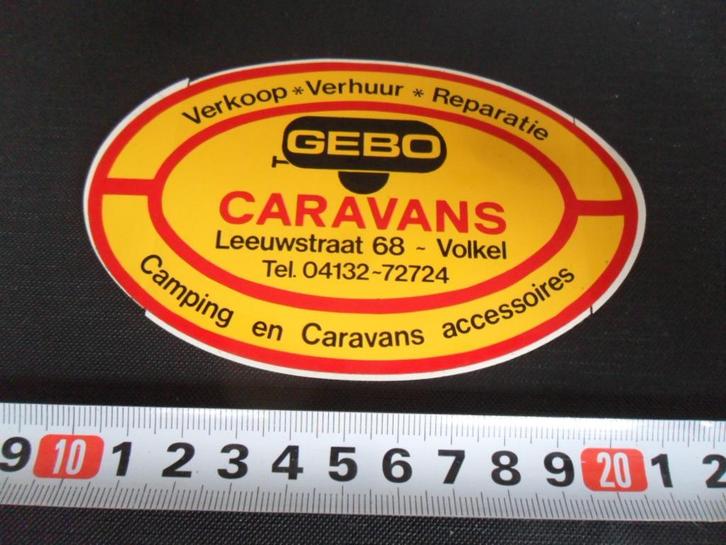 Verkoop * Verhuur * Reparatie
GEBO
CARAVANS
Leeuwstraat 68 ~ Volkel
Tel. 04132~72724
Camping en Caravans accessoires
9 10 1 2 3 4 5 6 7 8 9 20 1 2